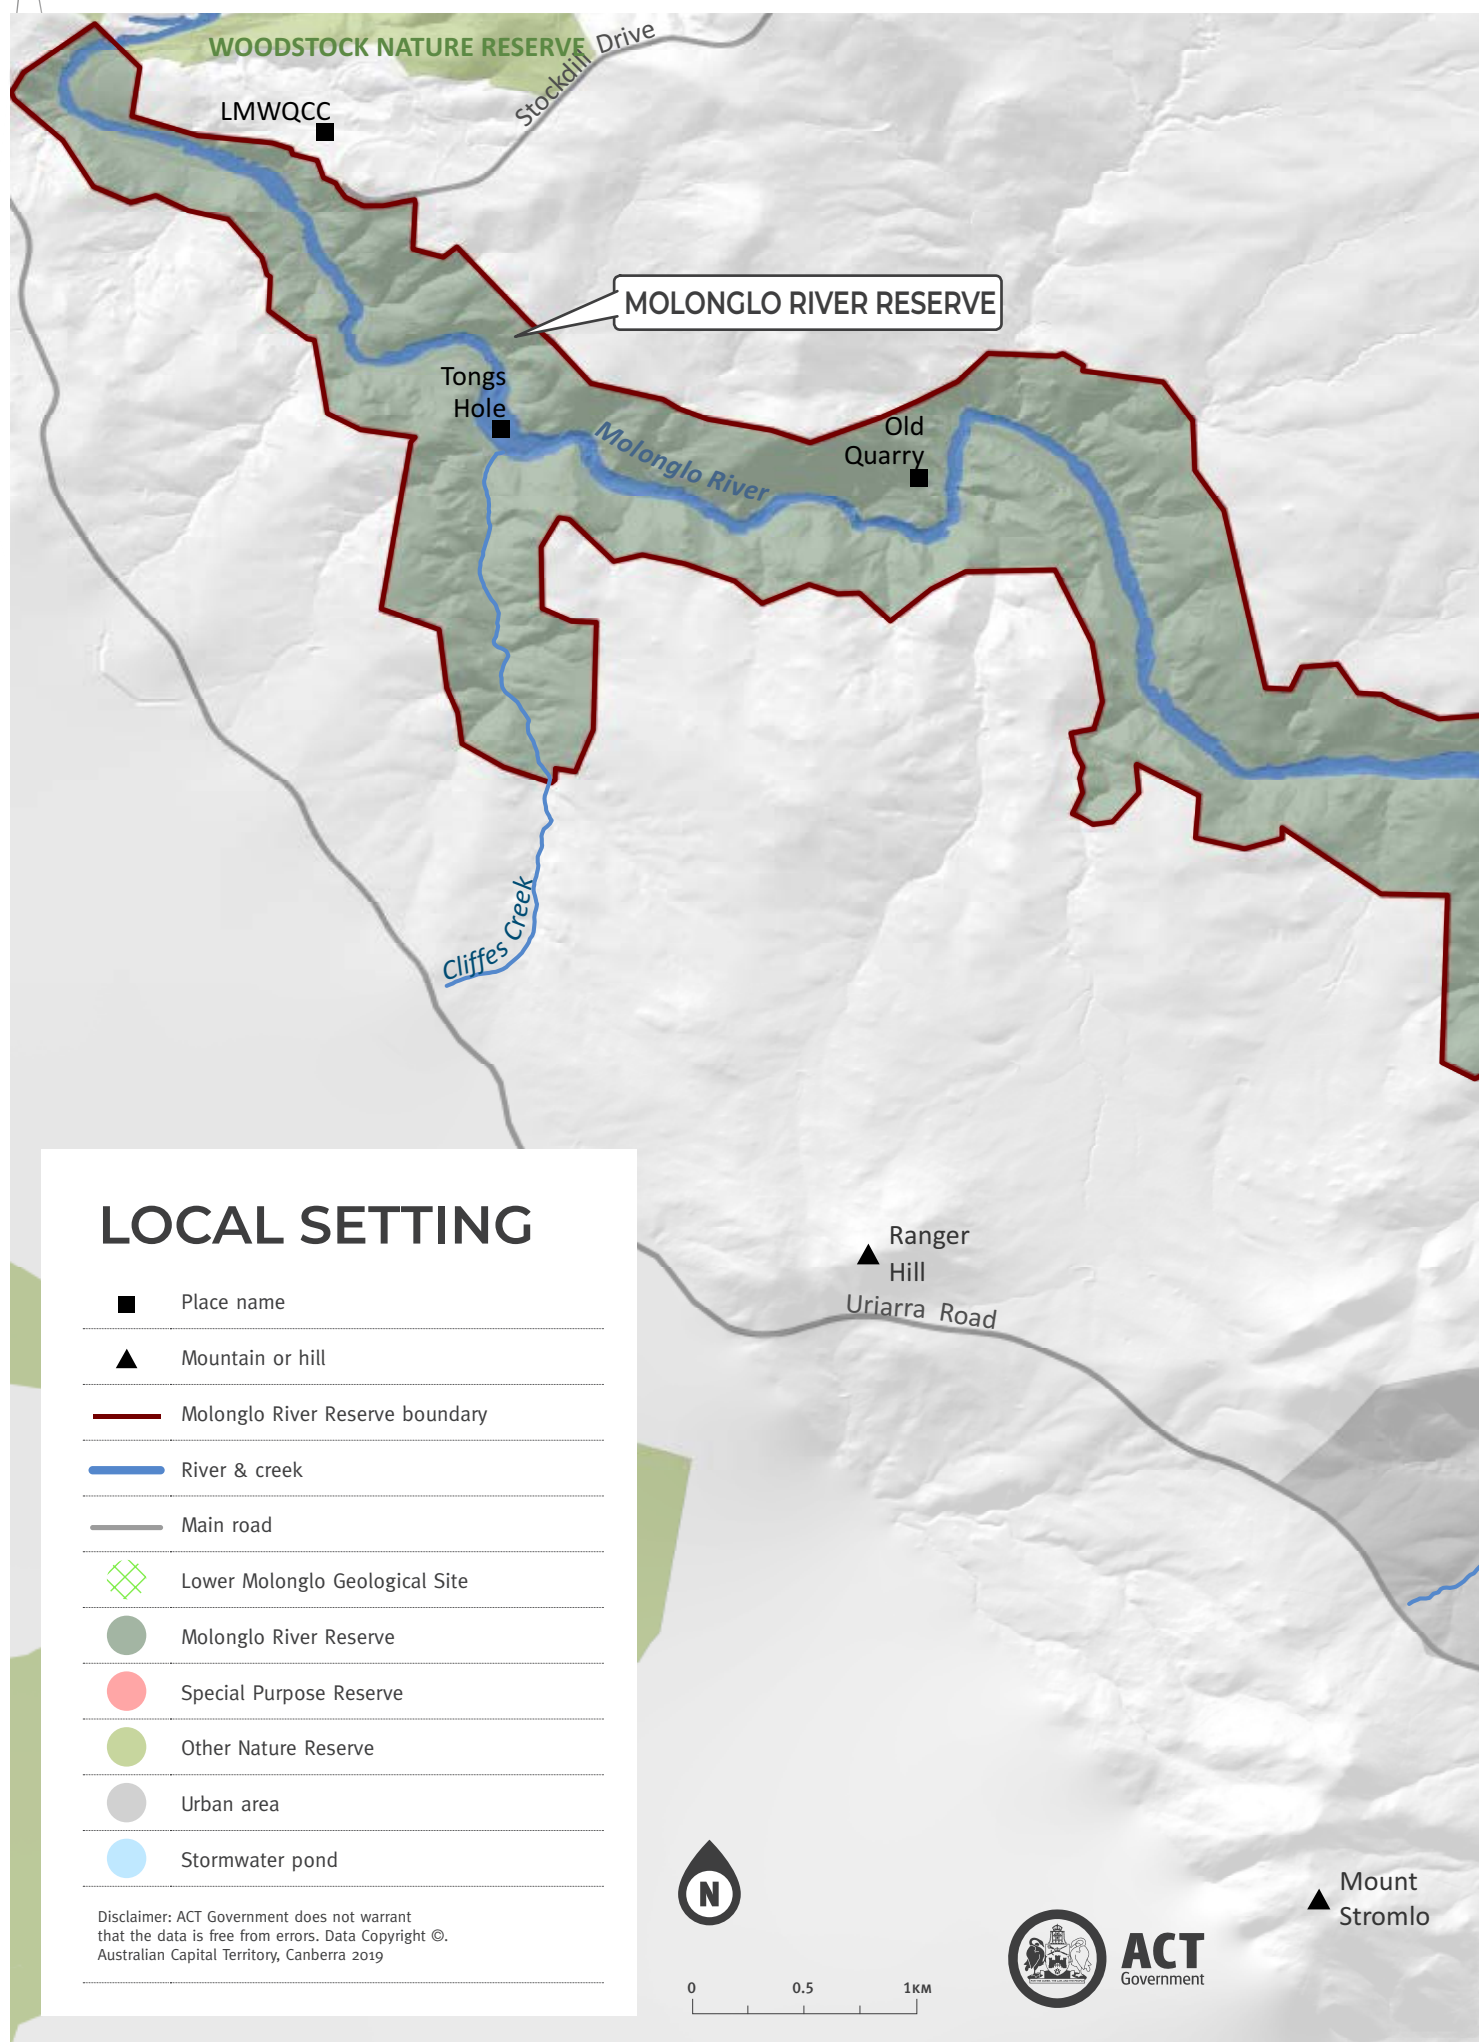 WOODSTOCK NATURE RESERVE
Stockdill Drive
LMWQCC
MOLONGLO RIVER RESERVE
Tongs
Hole
Molonglo River
Old
Quarry
Cliffes Creek
LOCAL SETTING
Place name
Mountain or hill
Molonglo River Reserve boundary
River & creek
Main road
Lower Molonglo Geological Site
Molonglo River Reserve
Special Purpose Reserve
Other Nature Reserve
Urban area
Stormwater pond
Disclaimer: ACT Government does not warrant
that the data is free from errors. Data Copyright ©.
Australian Capital Territory, Canberra 2019
Ranger
Hill
Uriarra Road
N
0 0.5 1KM
ACT
Government
Mount
Stromlo